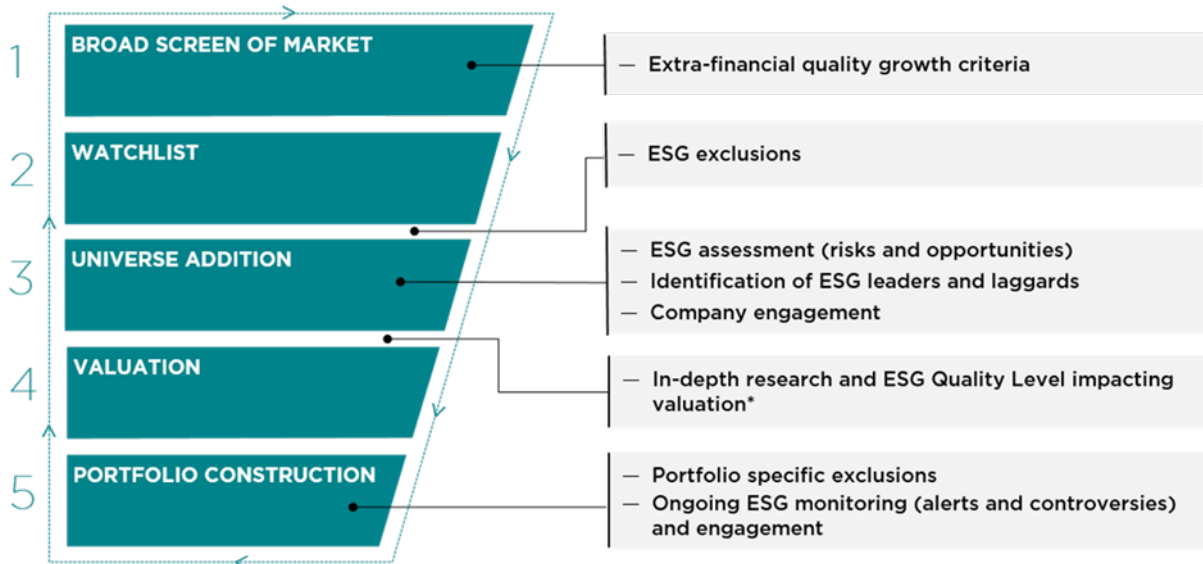 1
BROAD SCREEN OF MARKET
— Extra-financial quality growth criteria
2
WATCHLIST
— ESG exclusions
3
UNIVERSE ADDITION
— ESG assessment (risks and opportunities)
— Identification of ESG leaders and laggards
— Company engagement
4
VALUATION
— In-depth research and ESG Quality Level impacting
valuation*
5
PORTFOLIO CONSTRUCTION
— Portfolio specific exclusions
— Ongoing ESG monitoring (alerts and controversies)
and engagement